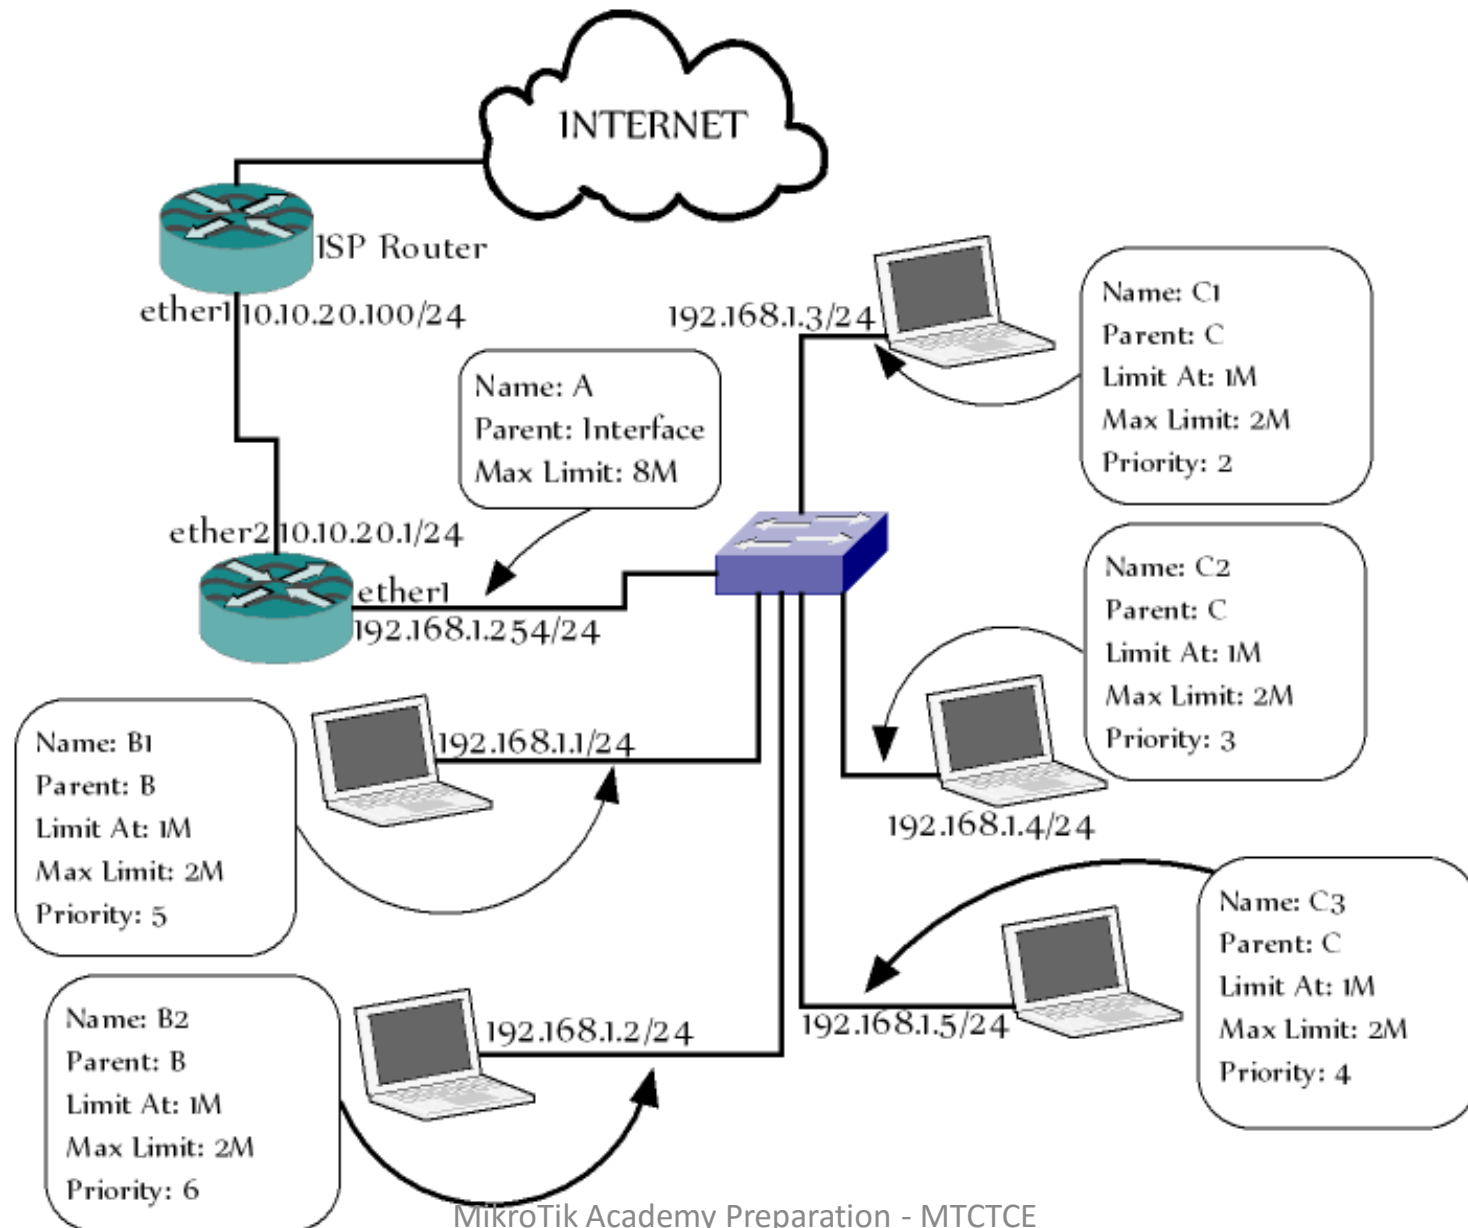 INTERNET
ISP Router
ether1 10.10.20.100/24
192.168.1.3/24
Name: C1
Parent: C
Limit At: 1M
Max Limit: 2M
Priority: 2
Name: A
Parent: Interface
Max Limit: 8M
ether2 10.10.20.1/24
ether1
192.168.1.254/24
Name: C2
Parent: C
Limit At: 1M
Max Limit: 2M
Priority: 3
192.168.1.4/24
Name: B1
Parent: B
Limit At: 1M
Max Limit: 2M
Priority: 5
192.168.1.1/24
Name: C3
Parent: C
Limit At: 1M
Max Limit: 2M
Priority: 4
192.168.1.5/24
Name: B2
Parent: B
Limit At: 1M
Max Limit: 2M
Priority: 6
192.168.1.2/24
MikroTik Academy Preparation - MTCTCE